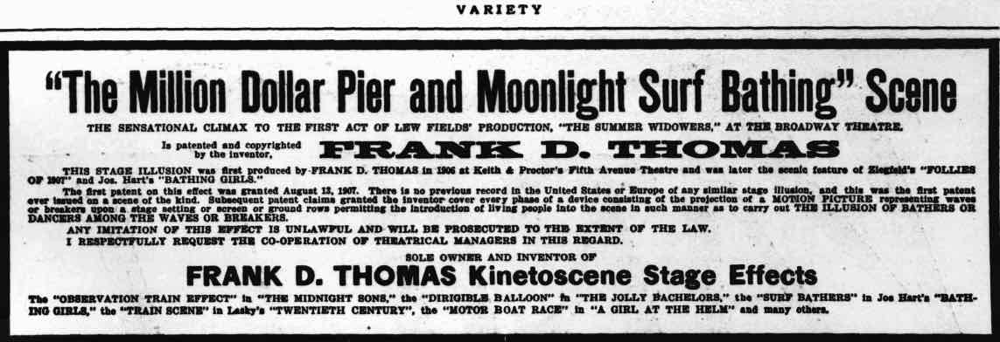 VARIETY
"The Million Dollar Pier and Moonlight Surf Bathing" Scene
THE SENSATIONAL CLIMAX TO THE FIRST ACT OF LEW FIELDS' PRODUCTION, "THE SUMMER WIDOWERS," AT THE BROADWAY THEATRE,
Is patented and copyrighted
by the inventor, FRANK D. THOMAS
THIS STAGE ILLUSION was first produced by FRANK D. THOMAS in 1906 at Keith & Proctor's Fifth Avenue Theatre and was later the scenic feature of Ziegfeld's "FOLLIES
OF 1907" and Jos. Hart's "BATHING GIRLS."
The first patent on this effect was granted August 13, 1907. There is no previous record in the United States or Europe of any similar stage illusion, and this was the first patent
ever issued on a scene of the kind. Subsequent patent claims granted the inventor cover every phase of a device consisting of the projection of a MOTION PICTURE representing waves
or breakers upon a stage setting or screen or ground rows permitting the introduction of living people into the scene in such manner as to carry out THE ILLUSION OF BATHERS OR
DANCERS AMONG THE WAVES OR BREAKERS.
ANY IMITATION OF THIS EFFECT IS UNLAWFUL AND WILL BE PROSECUTED TO THE EXTENT OF THE LAW.
I RESPECTFULLY REQUEST THE CO-OPERATION OF THEATRICAL MANAGERS IN THIS REGARD.
SOLE OWNER AND INVENTOR OF
FRANK D. THOMAS Kinetoscene Stage Effects
The "OBSERVATION TRAIN EFFECT" in "THE MIDNIGHT SONS," the "DIRIGIBLE BALLOON" in "THE JOLLY BACHELORS," the "SURF BATHERS" in Jos Hart's "BATH-
ING GIRLS," the "TRAIN SCENE" in Lasky's "TWENTIETH CENTURY", the "MOTOR BOAT RACE" in "A GIRL AT THE HELM" and many others.